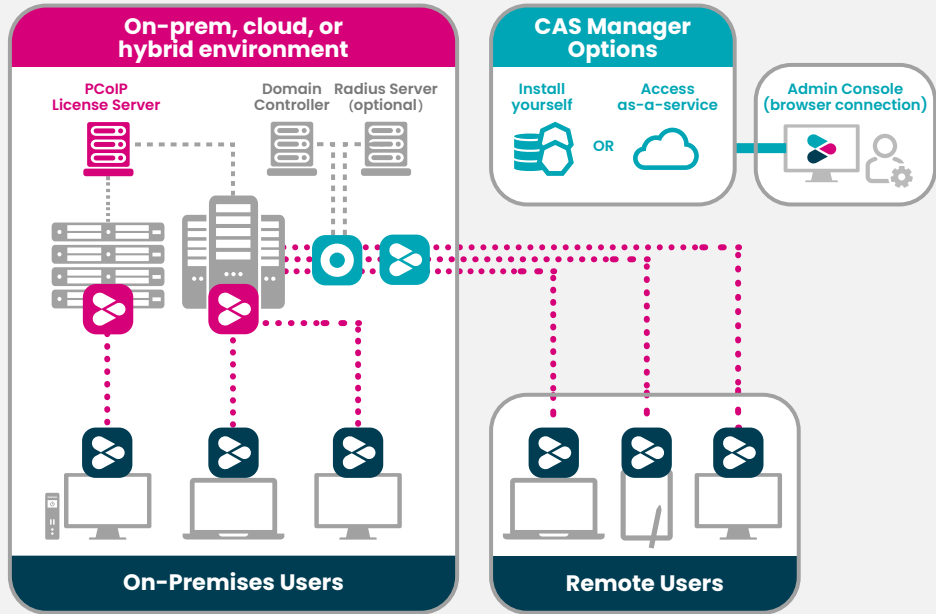 On-prem, cloud, or
hybrid environment
PCoIP
License Server
Domain
Controller
Radius Server
(optional)
CAS Manager
Options
Install
yourself
OR
Access
as-a-service
Admin Console
(browser connection)
On-Premises Users
Remote Users